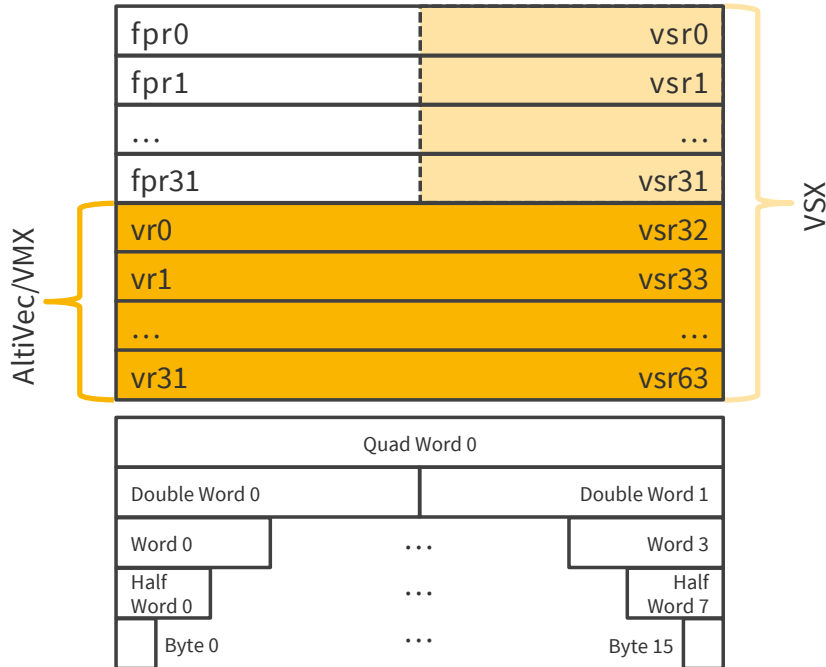 fpr0 vsr0
fpr1 vsr1
... ...
fpr31 vsr31
vr0 vsr32
vr1 vsr33
... ...
vr31 vsr63
AltiVec/VMX
VSX
Quad Word 0
Double Word 0 Double Word 1
Word 0 ... Word 3
Half
Word 0
...
Half
Word 7
Byte 0 ... Byte 15